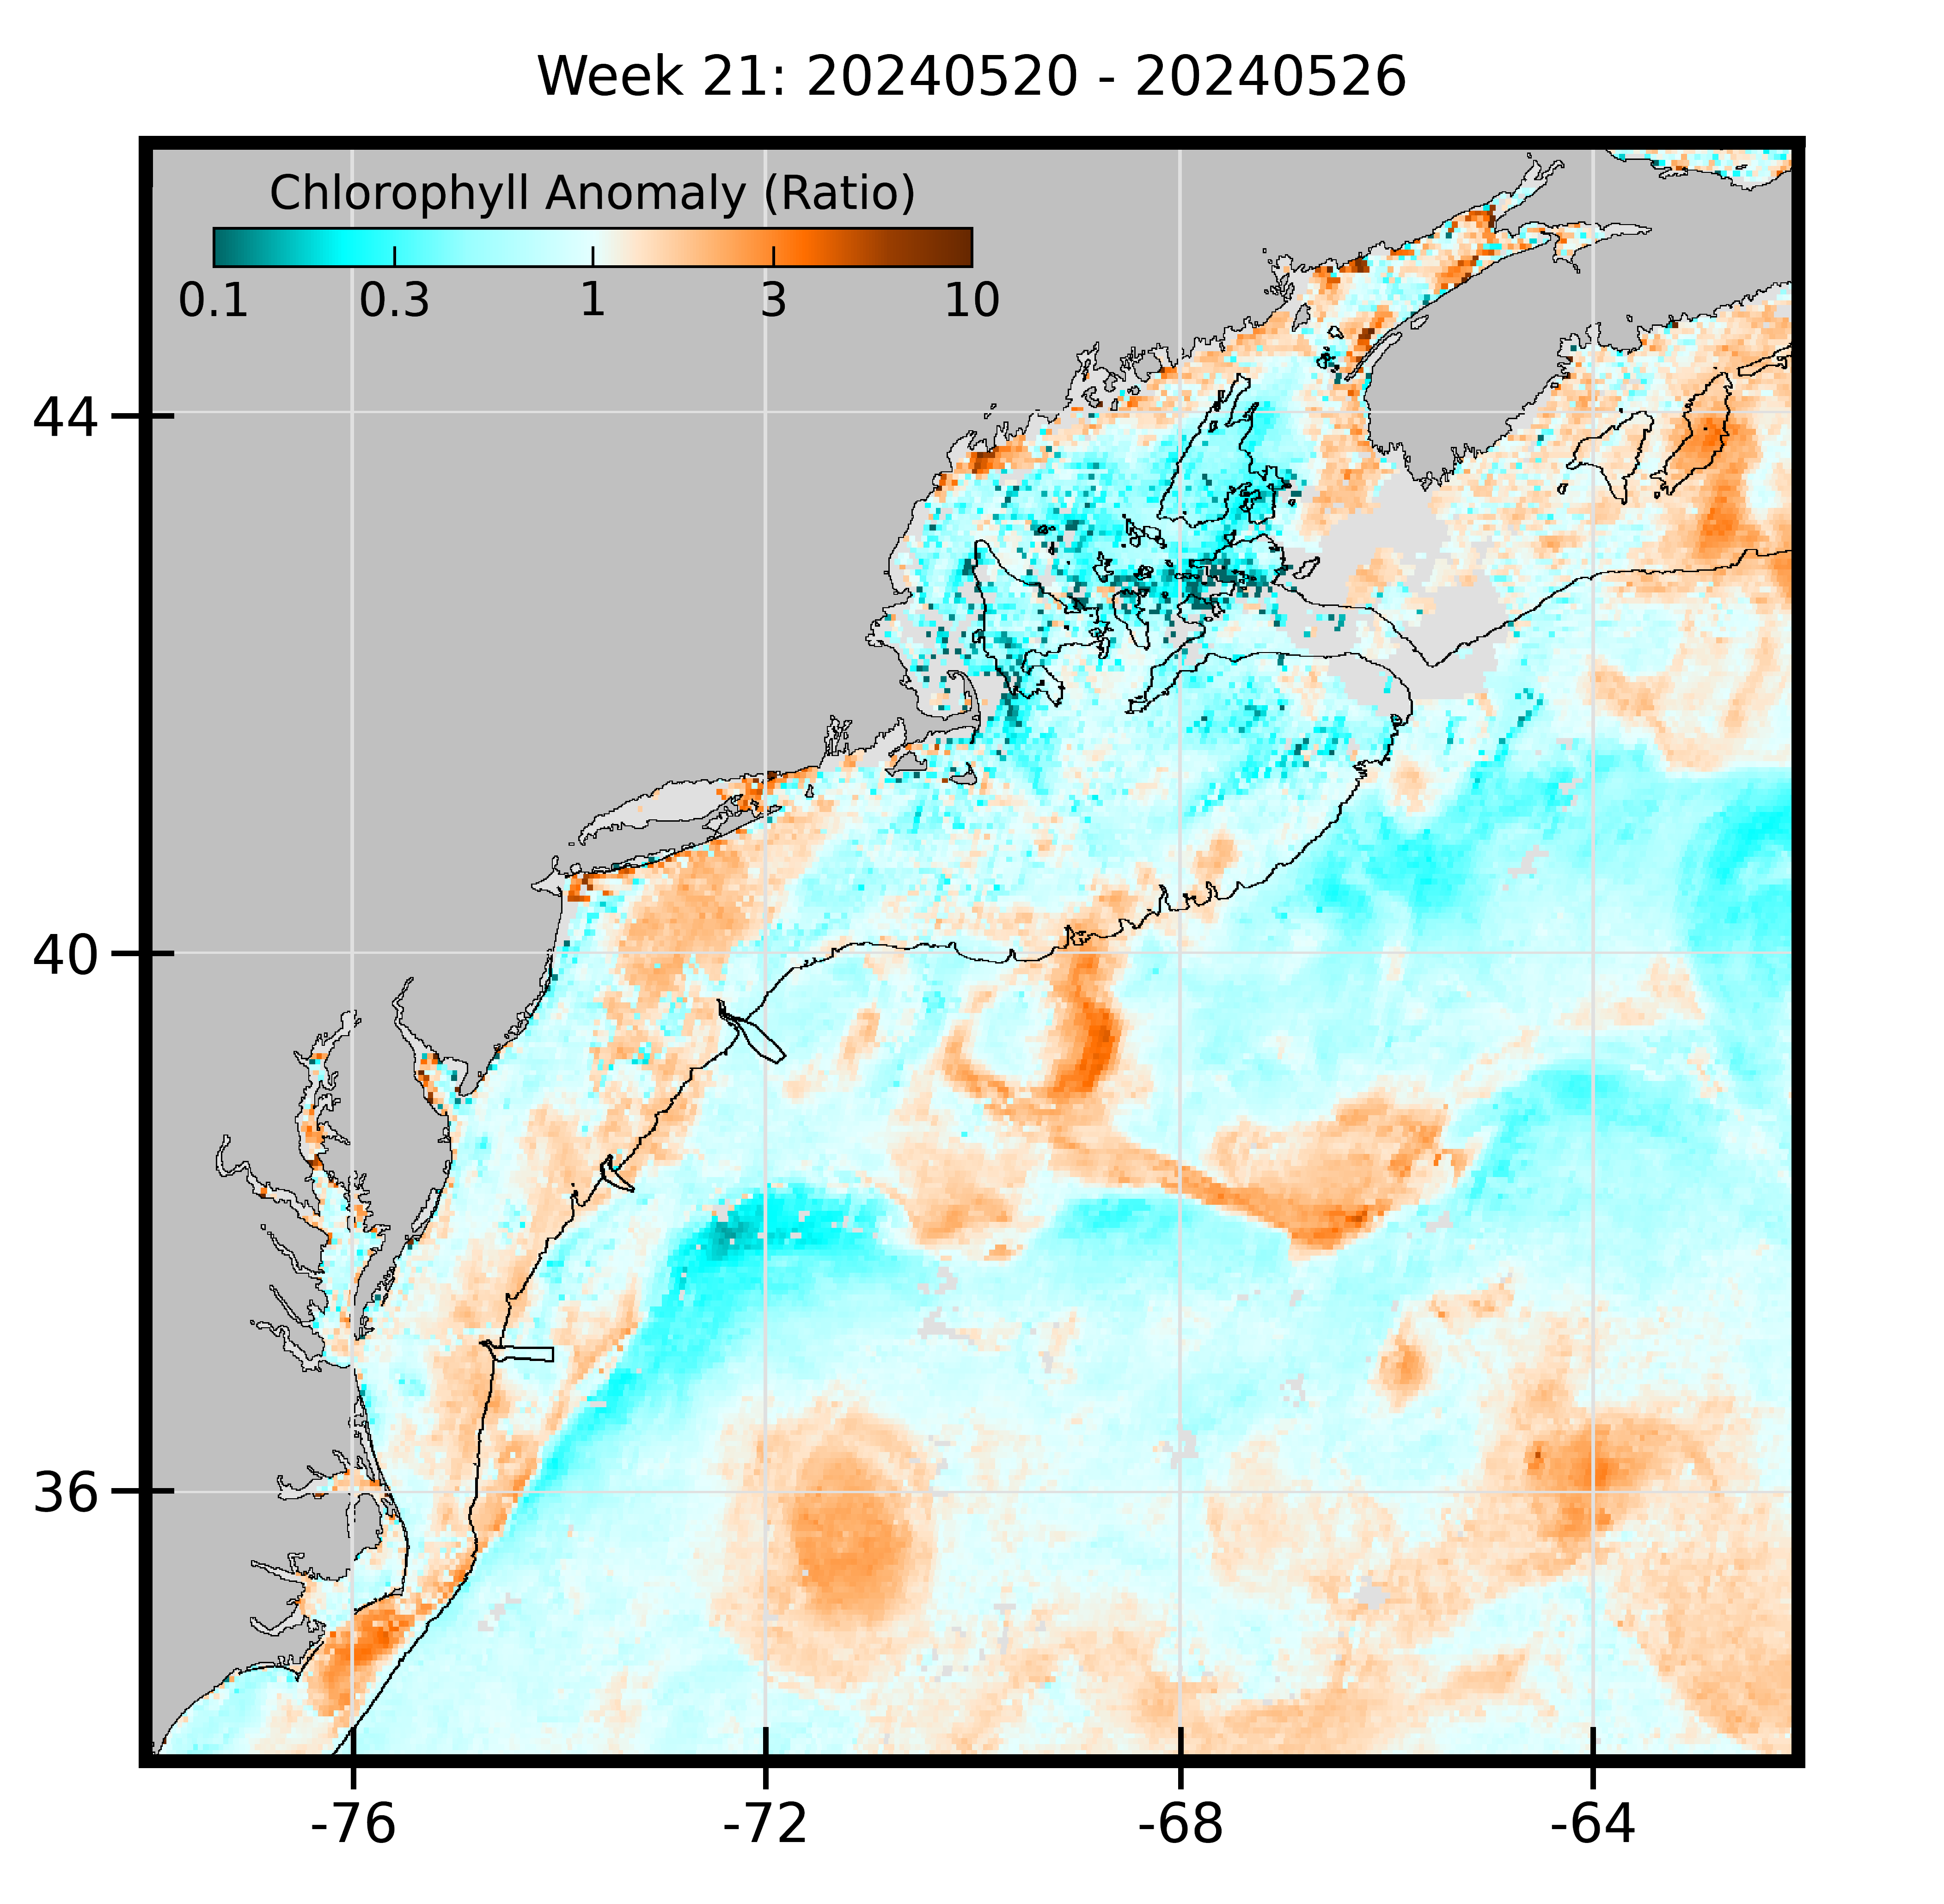 Week 21: 20240520 - 20240526
Chlorophyll Anomaly (Ratio)
0.1 0.3 1 3 10
44
40
36
-76 -72 -68 -64